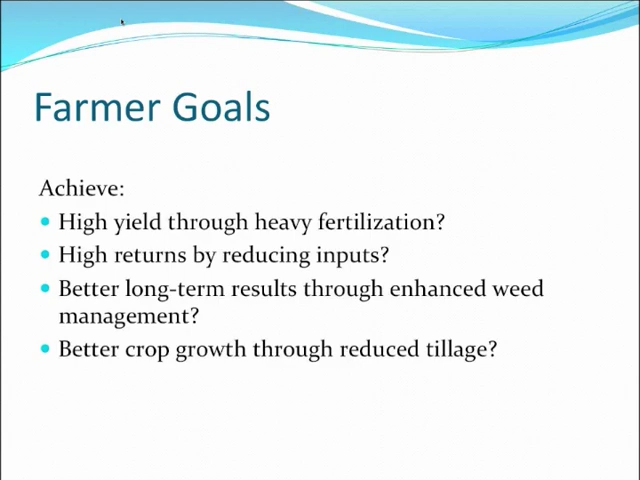 Farmer Goals
Achieve:
• High yield through heavy fertilization?
• High returns by reducing inputs?
• Better long-term results through enhanced weed
management?
• Better crop growth through reduced tillage?